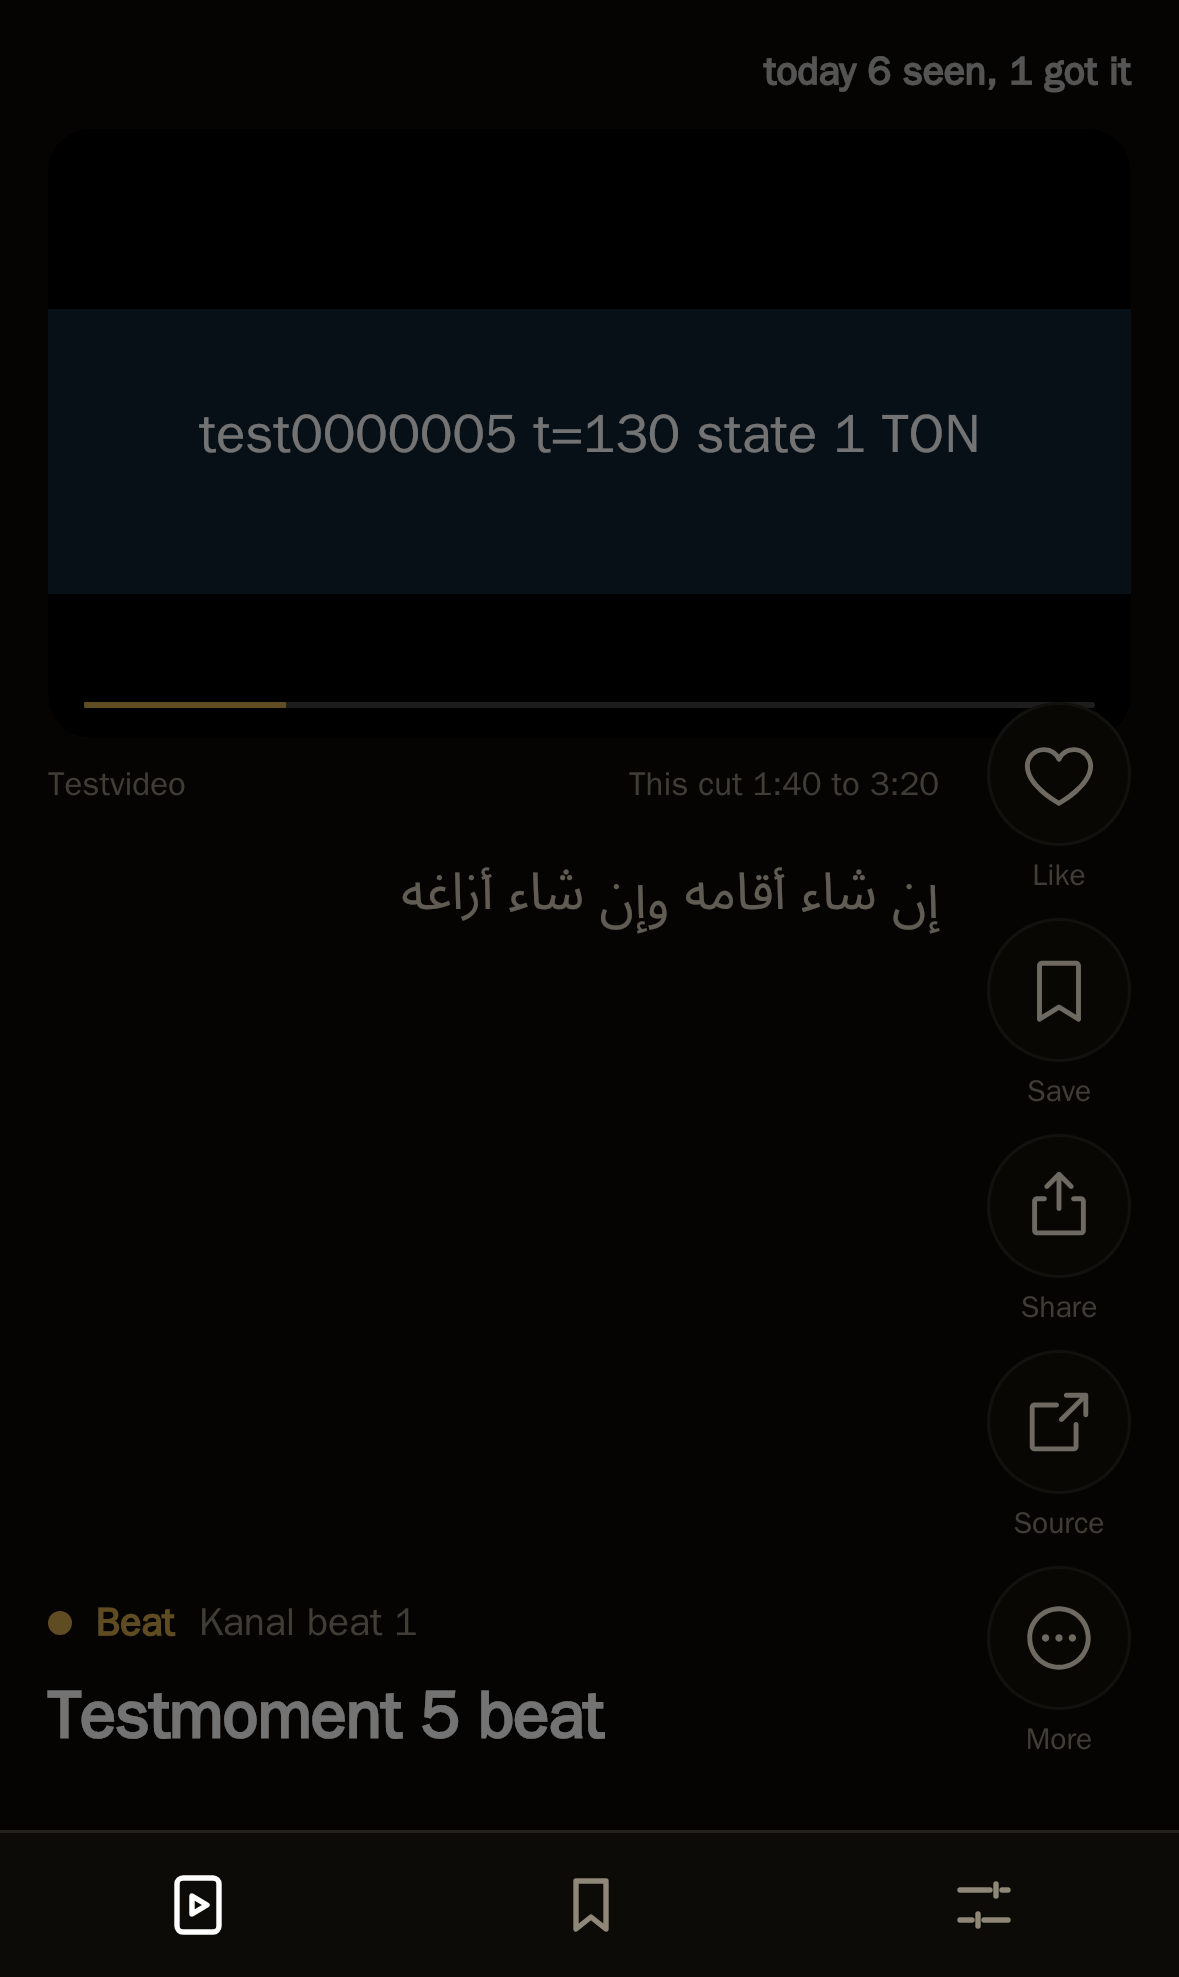 today 6 seen, 1 got it
test0000005 t=130 state 1 TON
Testvideo
This cut 1:40 to 3:20
إن شاء أقامه وإن شاء أزاغه
Like
Save
Share
Source
More
Beat Kanal beat 1
Testmoment 5 beat